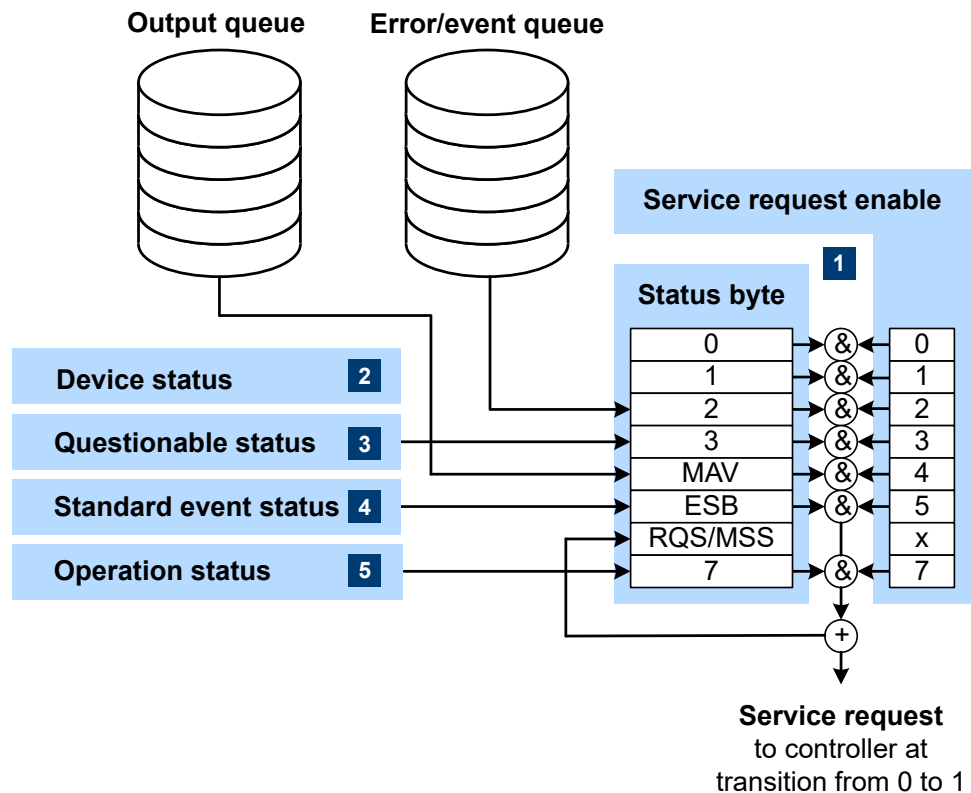 Output queue
Error/event queue
Service request enable
1
Status byte
0 & 0
1 & 1
Device status 2
2 & 2
Questionable status 3
3 & 3
MAV & 4
Standard event status 4
ESB & 5
RQS/MSS x
Operation status 5
7 & 7
+
Service request
to controller at
transition from 0 to 1